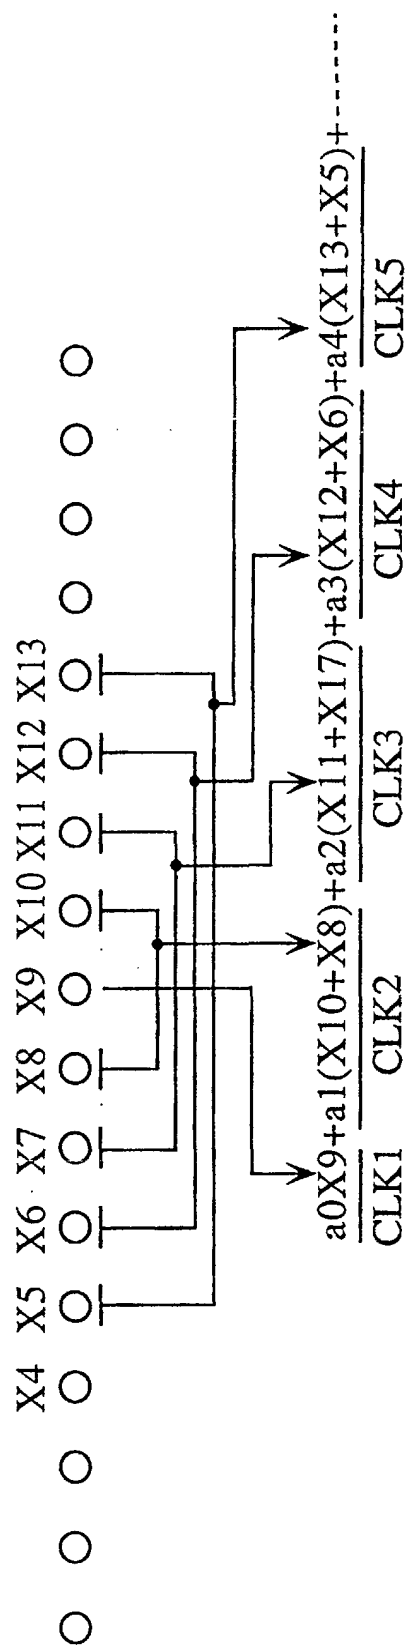 X4 X5 X6 X7 X8 X9 X10 X11 X12 X13
a0X9+a1(X10+X8)+a2(X11+X17)+a3(X12+X6)+a4(X13+X5)+-------
CLK1 CLK2 CLK3 CLK4 CLK5